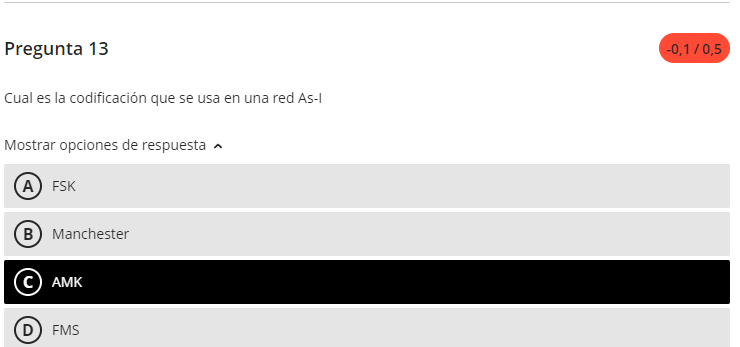 Pregunta 13
-0,1 / 0,5
Cual es la codificación que se usa en una red As-I
Mostrar opciones de respuesta
A FSK
B Manchester
C AMK
D FMS